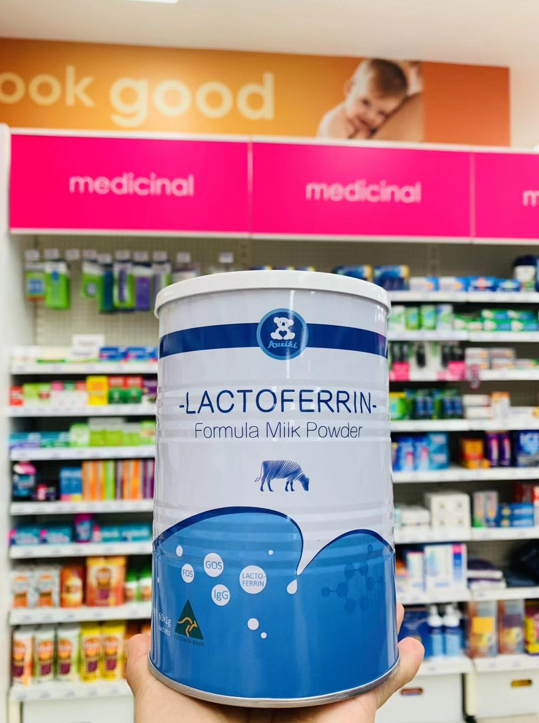 ook good
medicinal
medicinal
m
-LACTOFERRIN-
Formula Milk Powder
FOS
GOS
IgG
LACTO
FERRIN